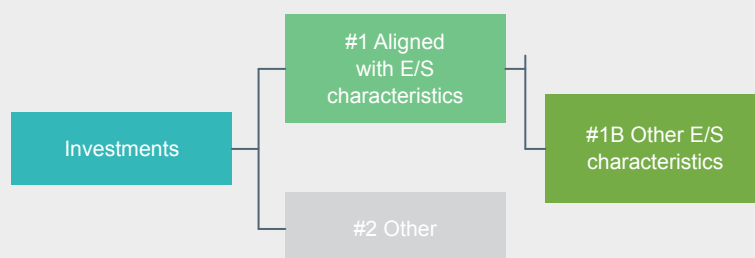 #1 Aligned
with E/S
characteristics
Investments
#1B Other E/S
characteristics
#2 Other